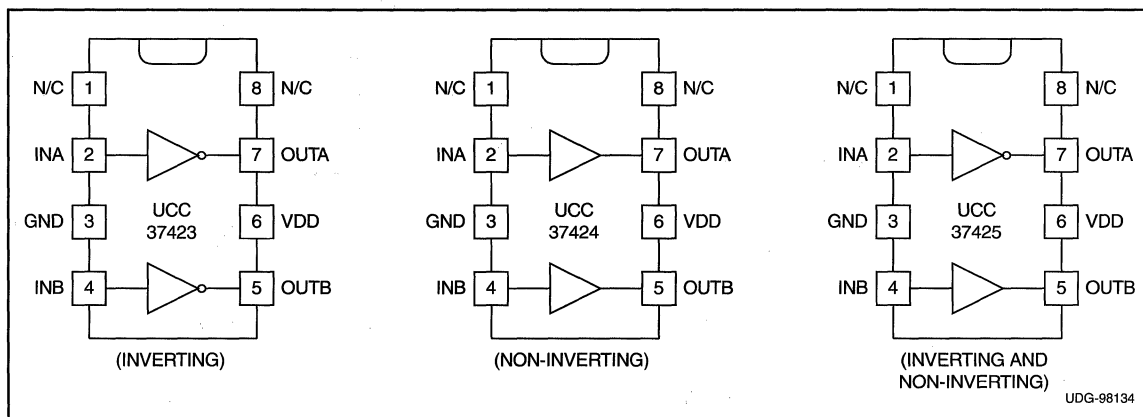 N/C 1 8 N/C
INA 2 7 OUTA
GND 3 UCC 37423 6 VDD
INB 4 5 OUTB
(INVERTING)
N/C 1 8 N/C
INA 2 7 OUTA
GND 3 UCC 37424 6 VDD
INB 4 5 OUTB
(NON-INVERTING)
N/C 1 8 N/C
INA 2 7 OUTA
GND 3 UCC 37425 6 VDD
INB 4 5 OUTB
(INVERTING AND
NON-INVERTING)
UDG-98134